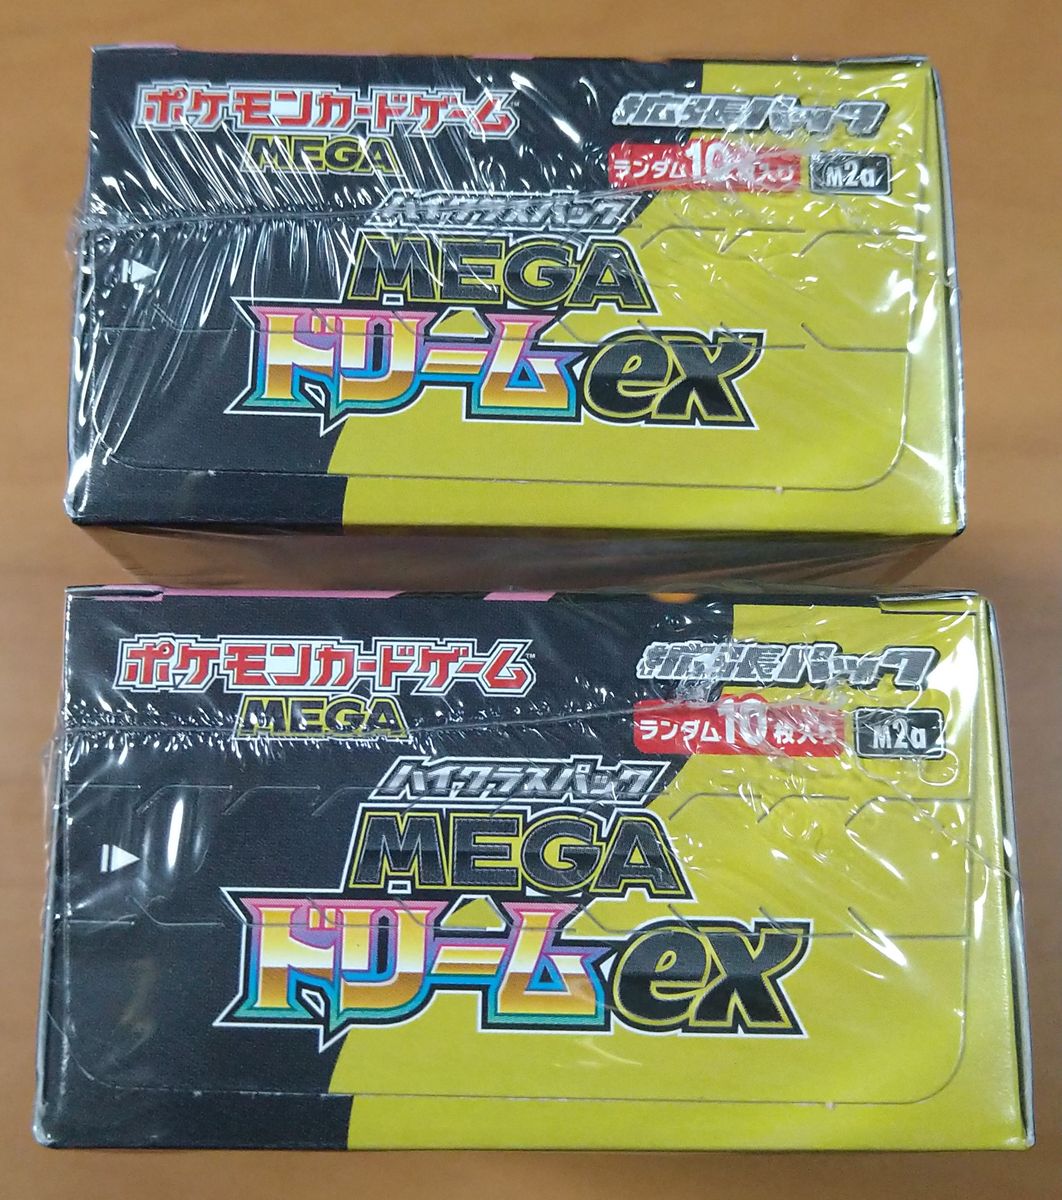 ポケモンカードゲーム™
MEGA
拡張パック
ランダム10枚入り
M2a
ハイクラスパック
MEGA
ドリームex
ポケモンカードゲーム™
MEGA
拡張パック
ランダム10枚入り
M2a
ハイクラスパック
MEGA
ドリームex